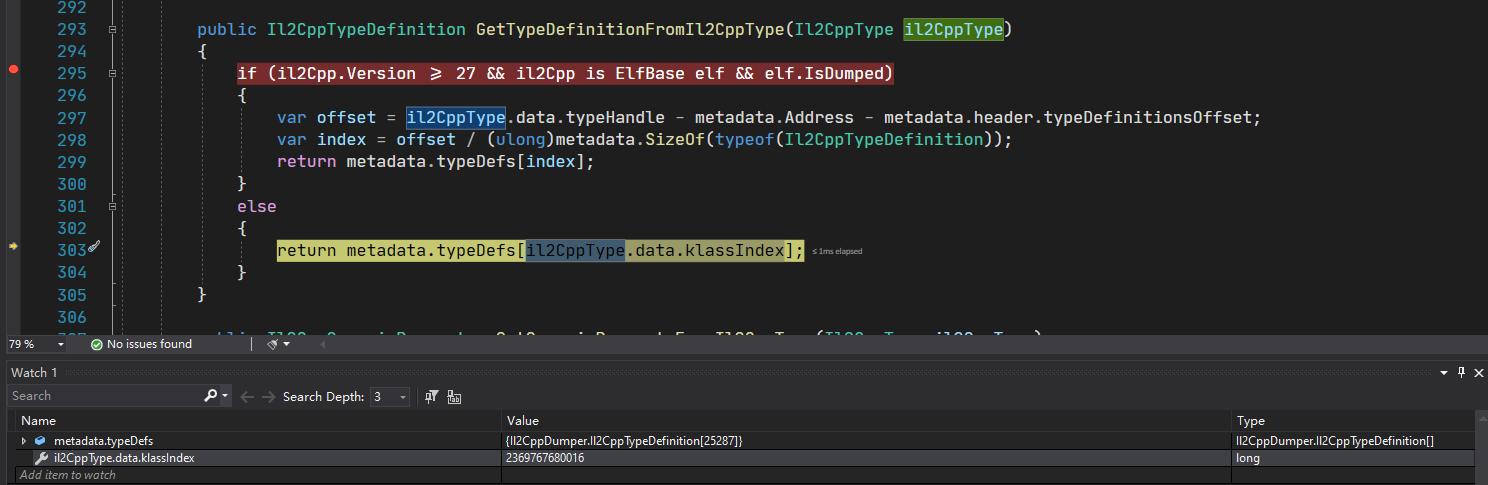 292
293 public Il2CppTypeDefinition GetTypeDefinitionFromIl2CppType(Il2CppType il2CppType)
294 {
295 if (il2Cpp.Version ≥ 27 && il2Cpp is ElfBase elf && elf.IsDumped)
296 {
297 var offset = il2CppType.data.typeHandle - metadata.Address - metadata.header.typeDefinitionsOffset;
298 var index = offset / (ulong)metadata.SizeOf(typeof(Il2CppTypeDefinition));
299 return metadata.typeDefs[index];
300 }
301 else
302 {
303 return metadata.typeDefs[il2CppType.data.klassIndex]; ≤ 1ms elapsed
304 }
305 }
306
79 % No issues found
Watch 1
Search Search Depth: 3
Name Value Type
metadata.typeDefs {Il2CppDumper.Il2CppTypeDefinition[25287]} Il2CppDumper.Il2CppTypeDefinition[]
il2CppType.data.klassIndex 2369767680016 long
Add item to watch